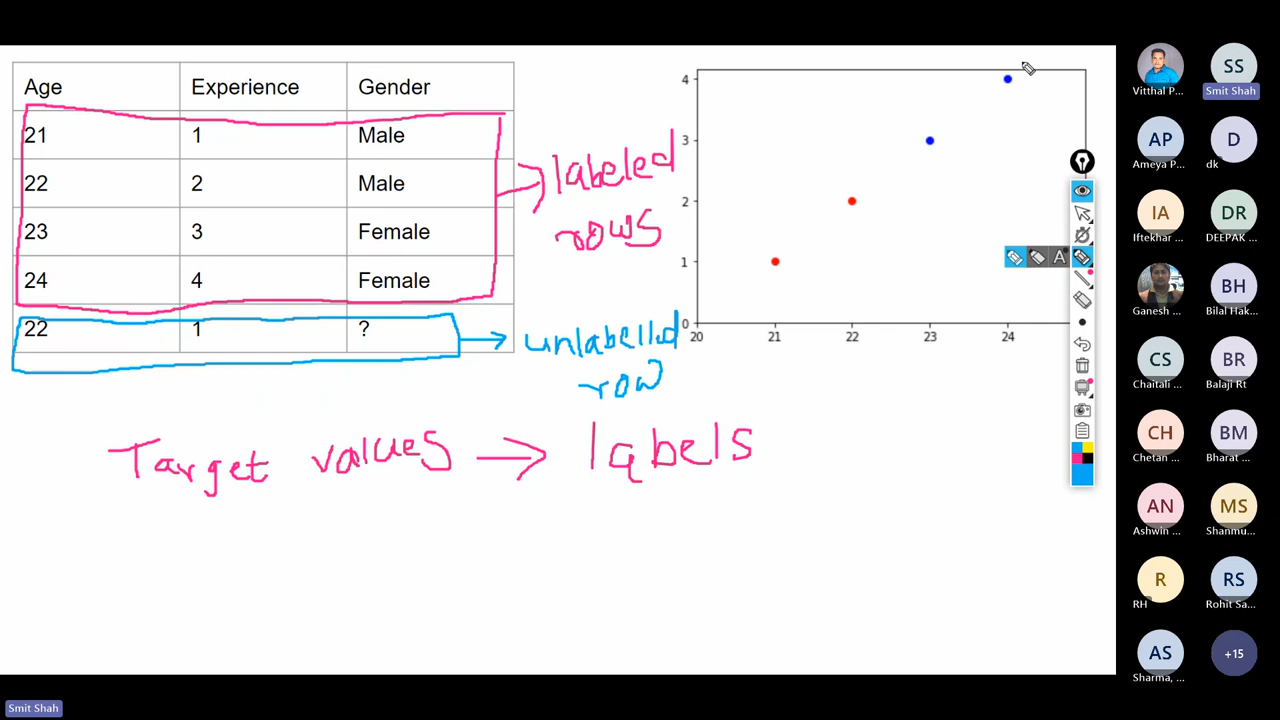 Age Experience Gender
21 1 Male
22 2 Male
23 3 Female
24 4 Female
22 1 ?
labeled
rows
unlabelled
row
Target values → labels
4
3
2
1
0
20 21 22 23 24
A
Vitthal P...
SS
Smit Shah
AP
Ameya P...
D
dk
IA
Iftekhar ...
DR
DEEPAK ...
Ganesh ...
BH
Bilal Hak...
CS
Chaitali ...
BR
Balaji Rt
CH
Chetan ...
BM
Bharat ...
AN
Ashwin ...
MS
Shanmu...
R
RH
RS
Rohit Sa...
AS
Sharma, ...
+15
Smit Shah